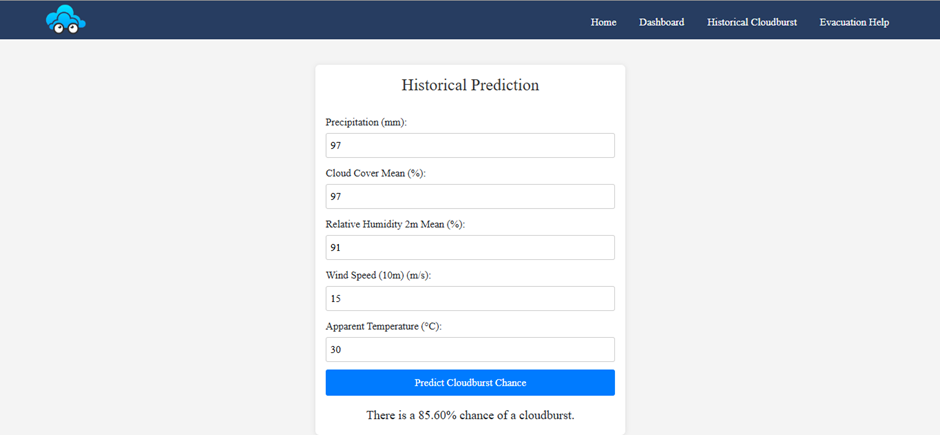 Home Dashboard Historical Cloudburst Evacuation Help
Historical Prediction
Precipitation (mm):
97
Cloud Cover Mean (%):
97
Relative Humidity 2m Mean (%):
91
Wind Speed (10m) (m/s):
15
Apparent Temperature (°C):
30
Predict Cloudburst Chance
There is a 85.60% chance of a cloudburst.